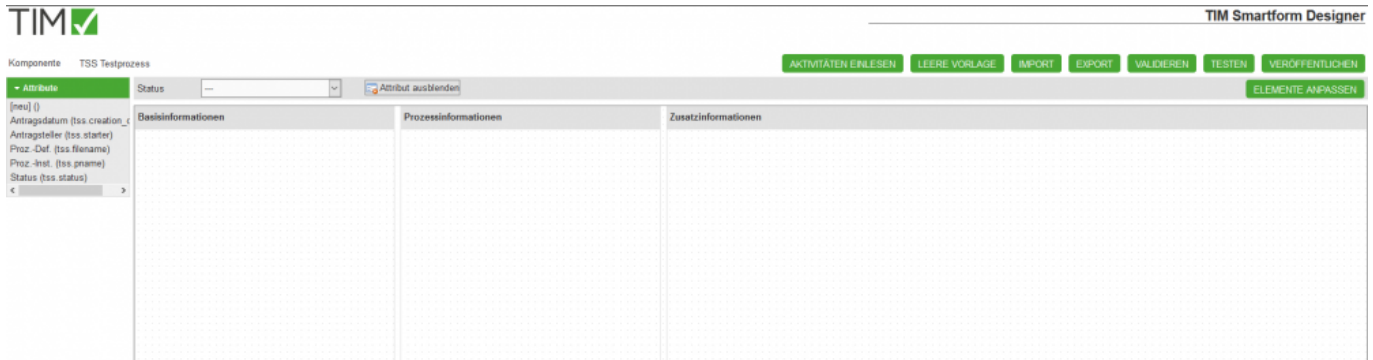 TIM
TIM Smartform Designer
Komponente TSS Testprozess
AKTIVITÄTEN EINLESEN LEERE VORLAGE IMPORT EXPORT VALIDIEREN TESTEN VERÖFFENTLICHEN
Attribute Status --- Attribut ausblenden ELEMENTE ANPASSEN
[neu] ()
Antragsdatum (tss.creation_
Antragsteller (tss.starter)
Proz.-Def. (tss.filename)
Proz.-Inst. (tss.pname)
Status (tss.status)
Basisinformationen Prozessinformationen Zusatzinformationen